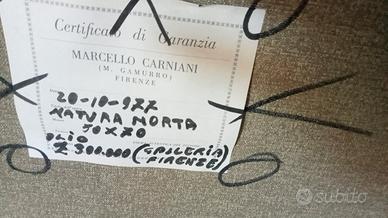 Certificato di Garanzia
MARCELLO CARNIANI
(M. GAMURRO)
FIRENZE
20-10-977
NATURA MORTA
50X70
OLIO
£ 300.000 (GALLERIA
FIRENZE)
subito